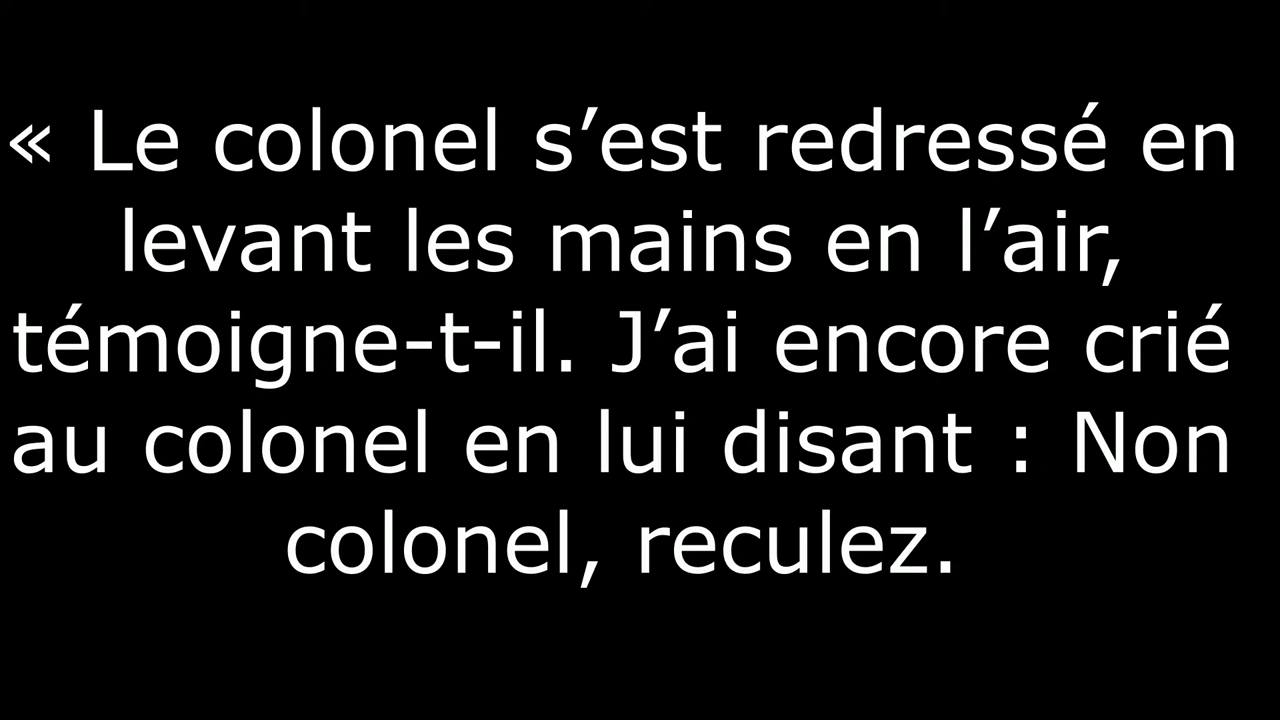 « Le colonel s’est redressé en
levant les mains en l’air,
témoigne-t-il. J’ai encore crié
au colonel en lui disant : Non
colonel, reculez.